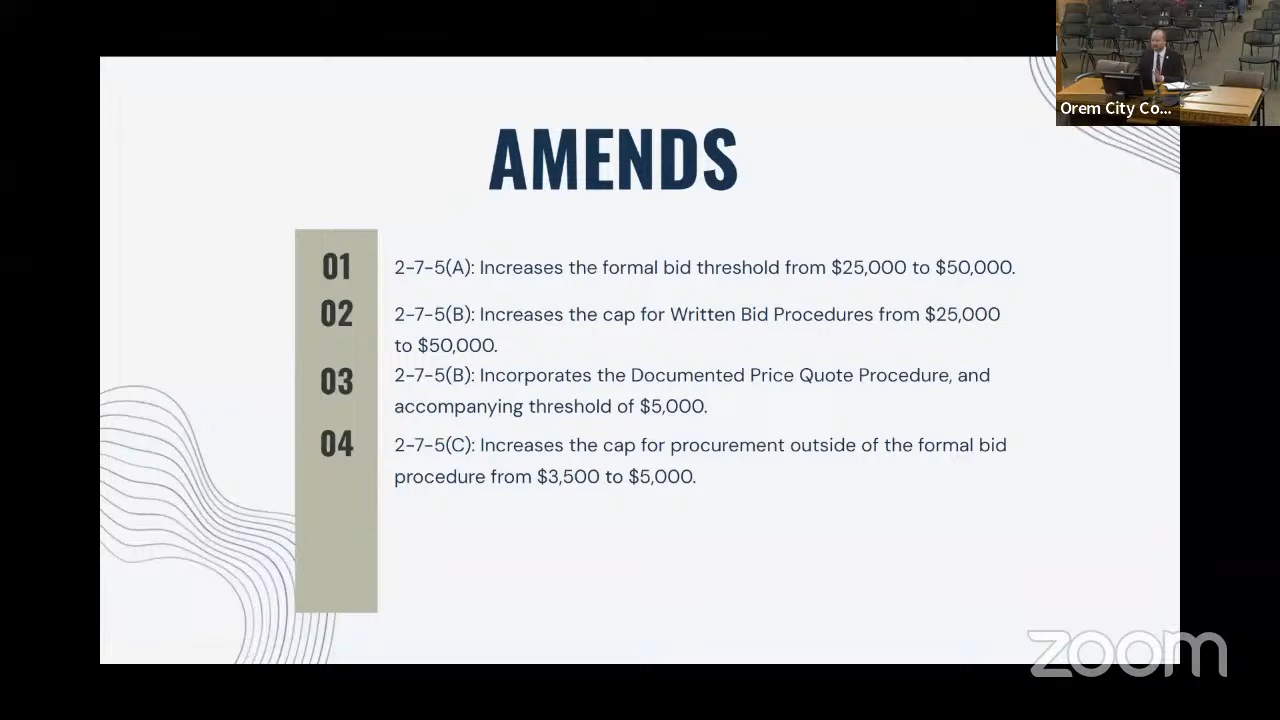 Orem City Co...
AMENDS
01
2-7-5(A): Increases the formal bid threshold from $25,000 to $50,000.
02
2-7-5(B): Increases the cap for Written Bid Procedures from $25,000
to $50,000.
03
2-7-5(B): Incorporates the Documented Price Quote Procedure, and
accompanying threshold of $5,000.
04
2-7-5(C): Increases the cap for procurement outside of the formal bid
procedure from $3,500 to $5,000.
zoom